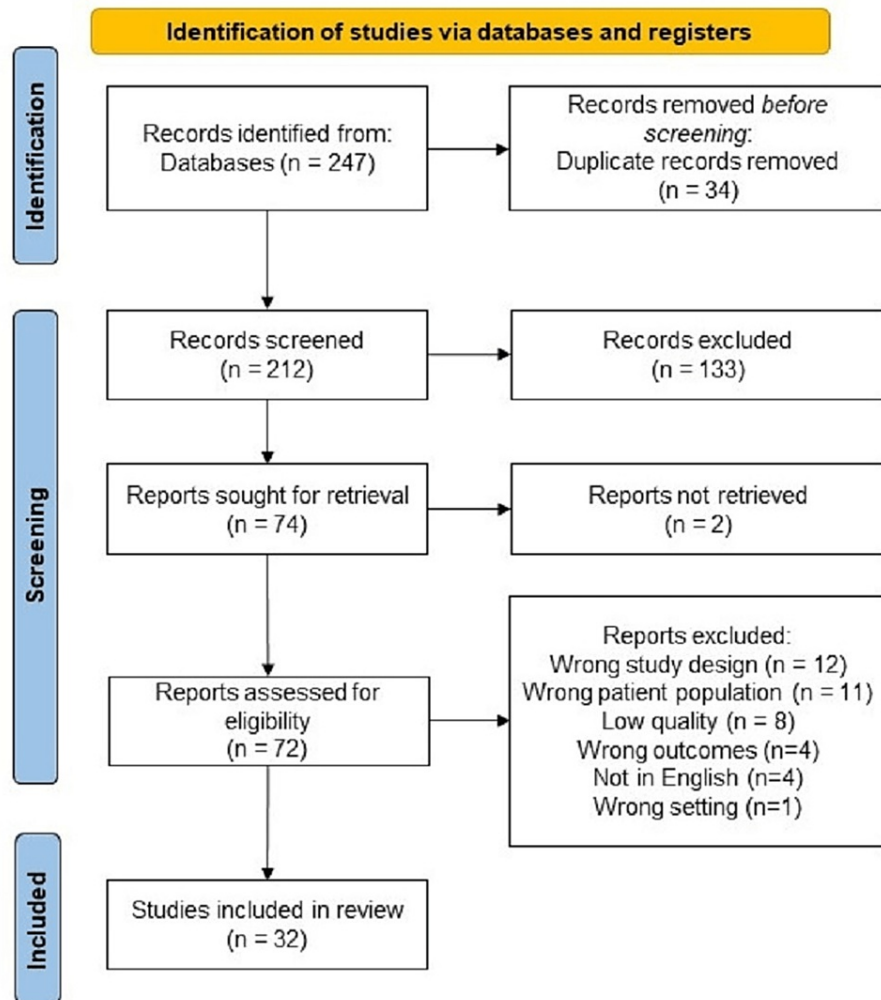 Identification of studies via databases and registers
Identification
Records identified from:
Databases (n = 247)
Records removed before
screening:
Duplicate records removed
(n = 34)
Screening
Records screened
(n = 212)
Records excluded
(n = 133)
Reports sought for retrieval
(n = 74)
Reports not retrieved
(n = 2)
Reports assessed for
eligibility
(n = 72)
Reports excluded:
Wrong study design (n = 12)
Wrong patient population (n = 11)
Low quality (n = 8)
Wrong outcomes (n=4)
Not in English (n=4)
Wrong setting (n=1)
Included
Studies included in review
(n = 32)